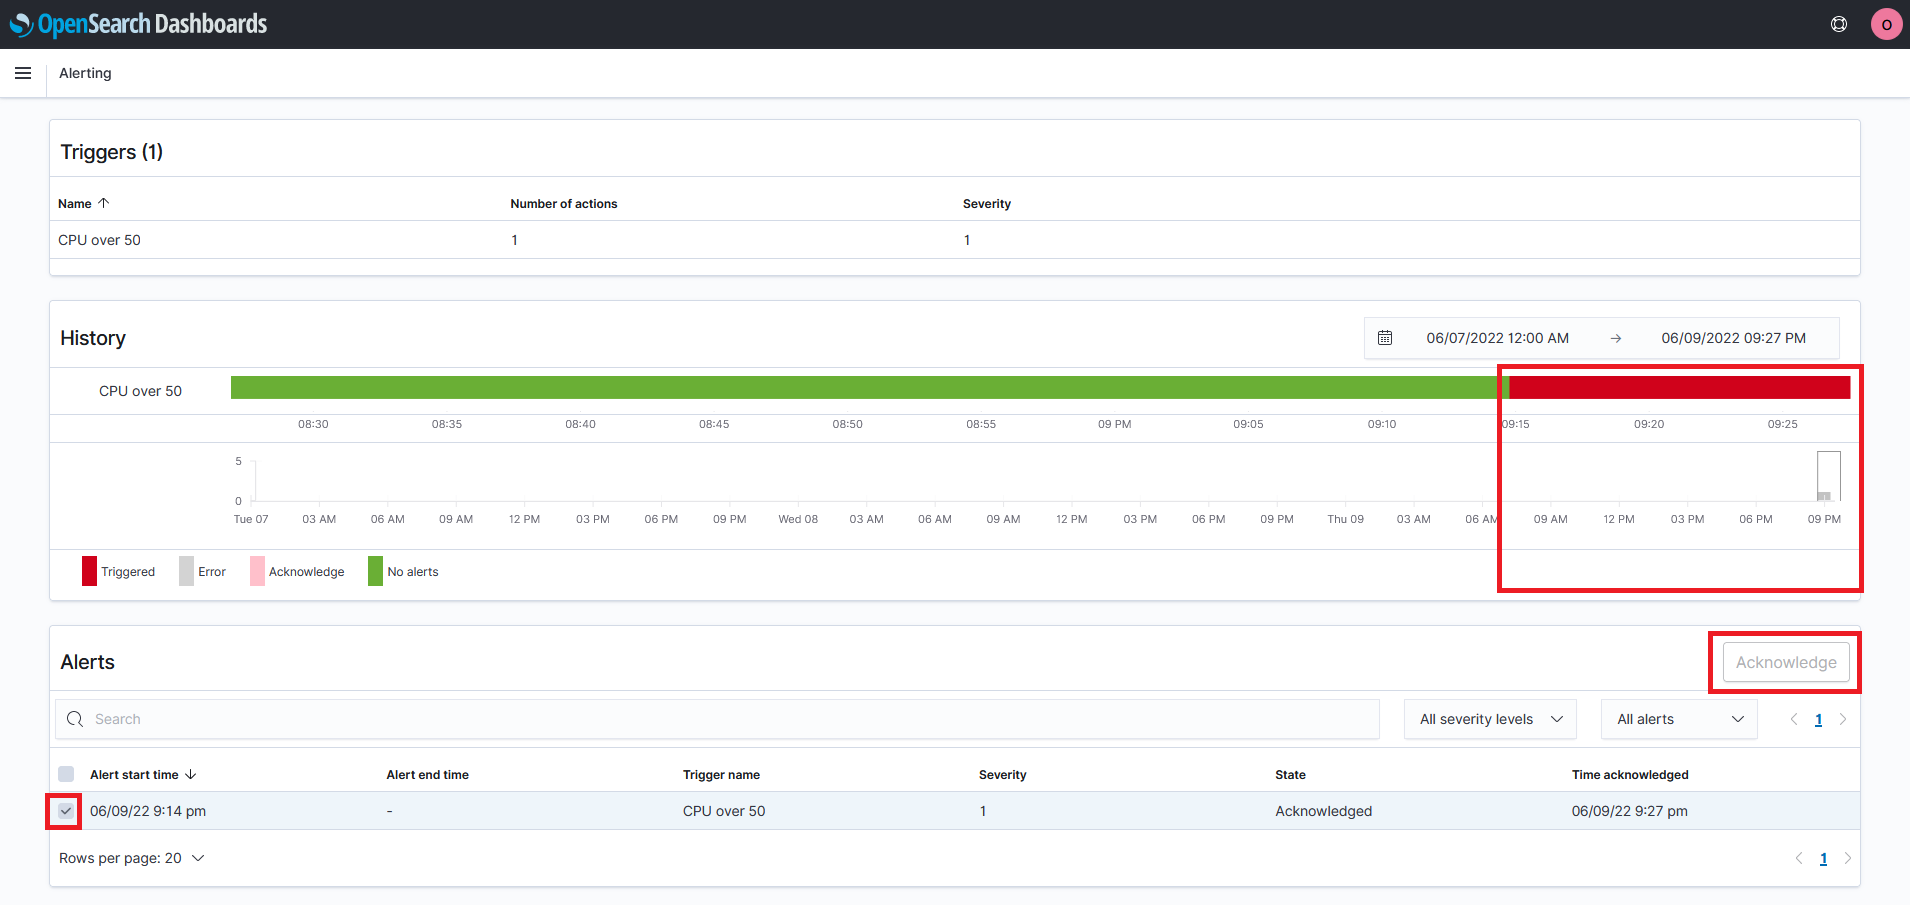 OpenSearch Dashboards
O
Alerting
Triggers (1)
Name Number of actions Severity
CPU over 50 1 1
History
06/07/2022 12:00 AM → 06/09/2022 09:27 PM
CPU over 50
08:30 08:35 08:40 08:45 08:50 08:55 09 PM 09:05 09:10 09:15 09:20 09:25
5
0
Tue 07 03 AM 06 AM 09 AM 12 PM 03 PM 06 PM 09 PM Wed 08 03 AM 06 AM 09 AM 12 PM 03 PM 06 PM 09 PM Thu 09 03 AM 06 AM 09 AM 12 PM 03 PM 06 PM 09 PM
Triggered Error Acknowledge No alerts
Alerts
Acknowledge
Search All severity levels All alerts 1
Alert start time Alert end time Trigger name Severity State Time acknowledged
06/09/22 9:14 pm - CPU over 50 1 Acknowledged 06/09/22 9:27 pm
Rows per page: 20 1